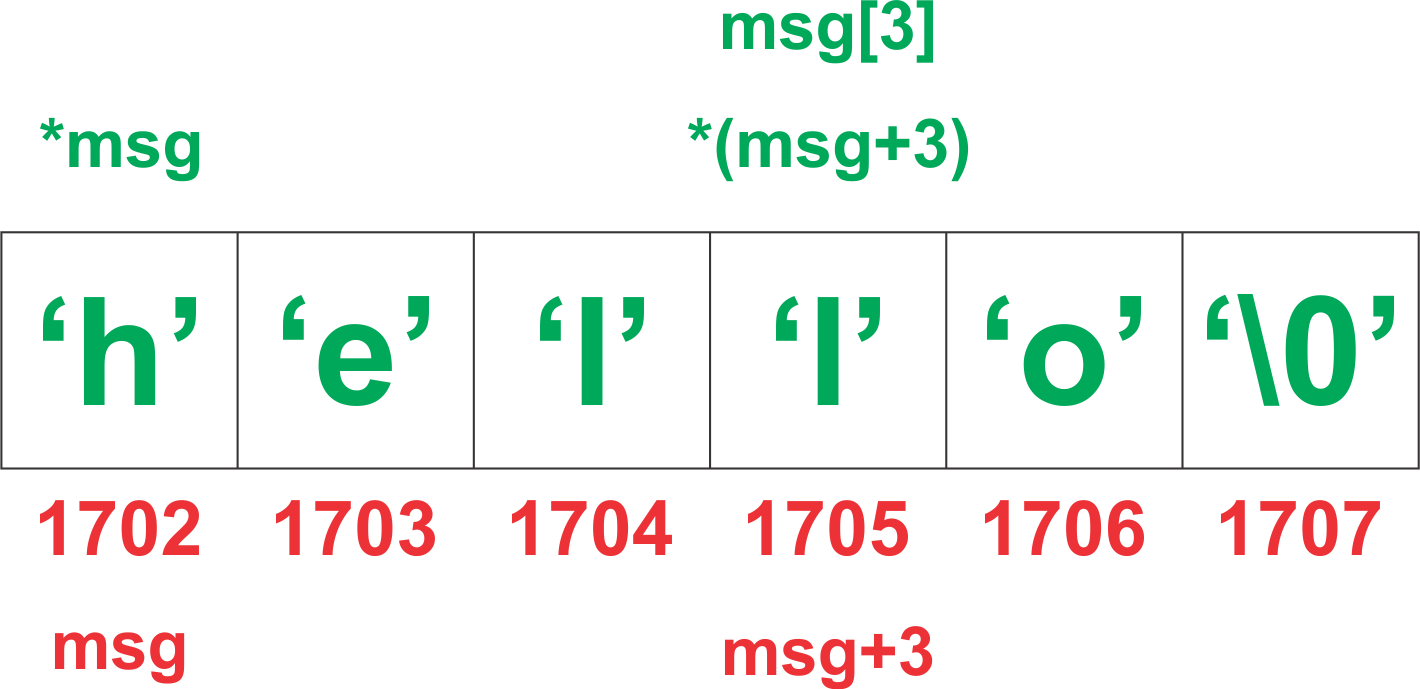 msg[3]
*msg *(msg+3)
‘h’ ‘e’ ‘l’ ‘l’ ‘o’ ‘\0’
1702 1703 1704 1705 1706 1707
msg msg+3